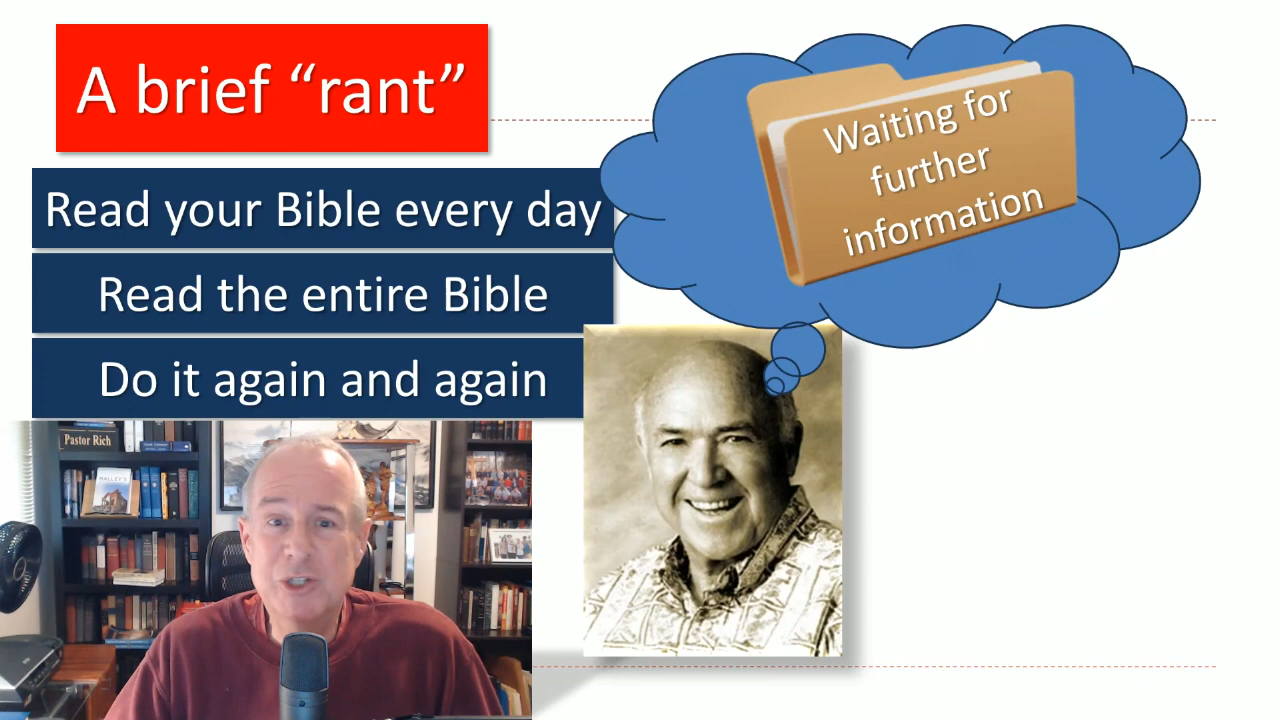 A brief “rant”
Read your Bible every day
Read the entire Bible
Do it again and again
Waiting for
further
information
Pastor Rich
HALLEY'S